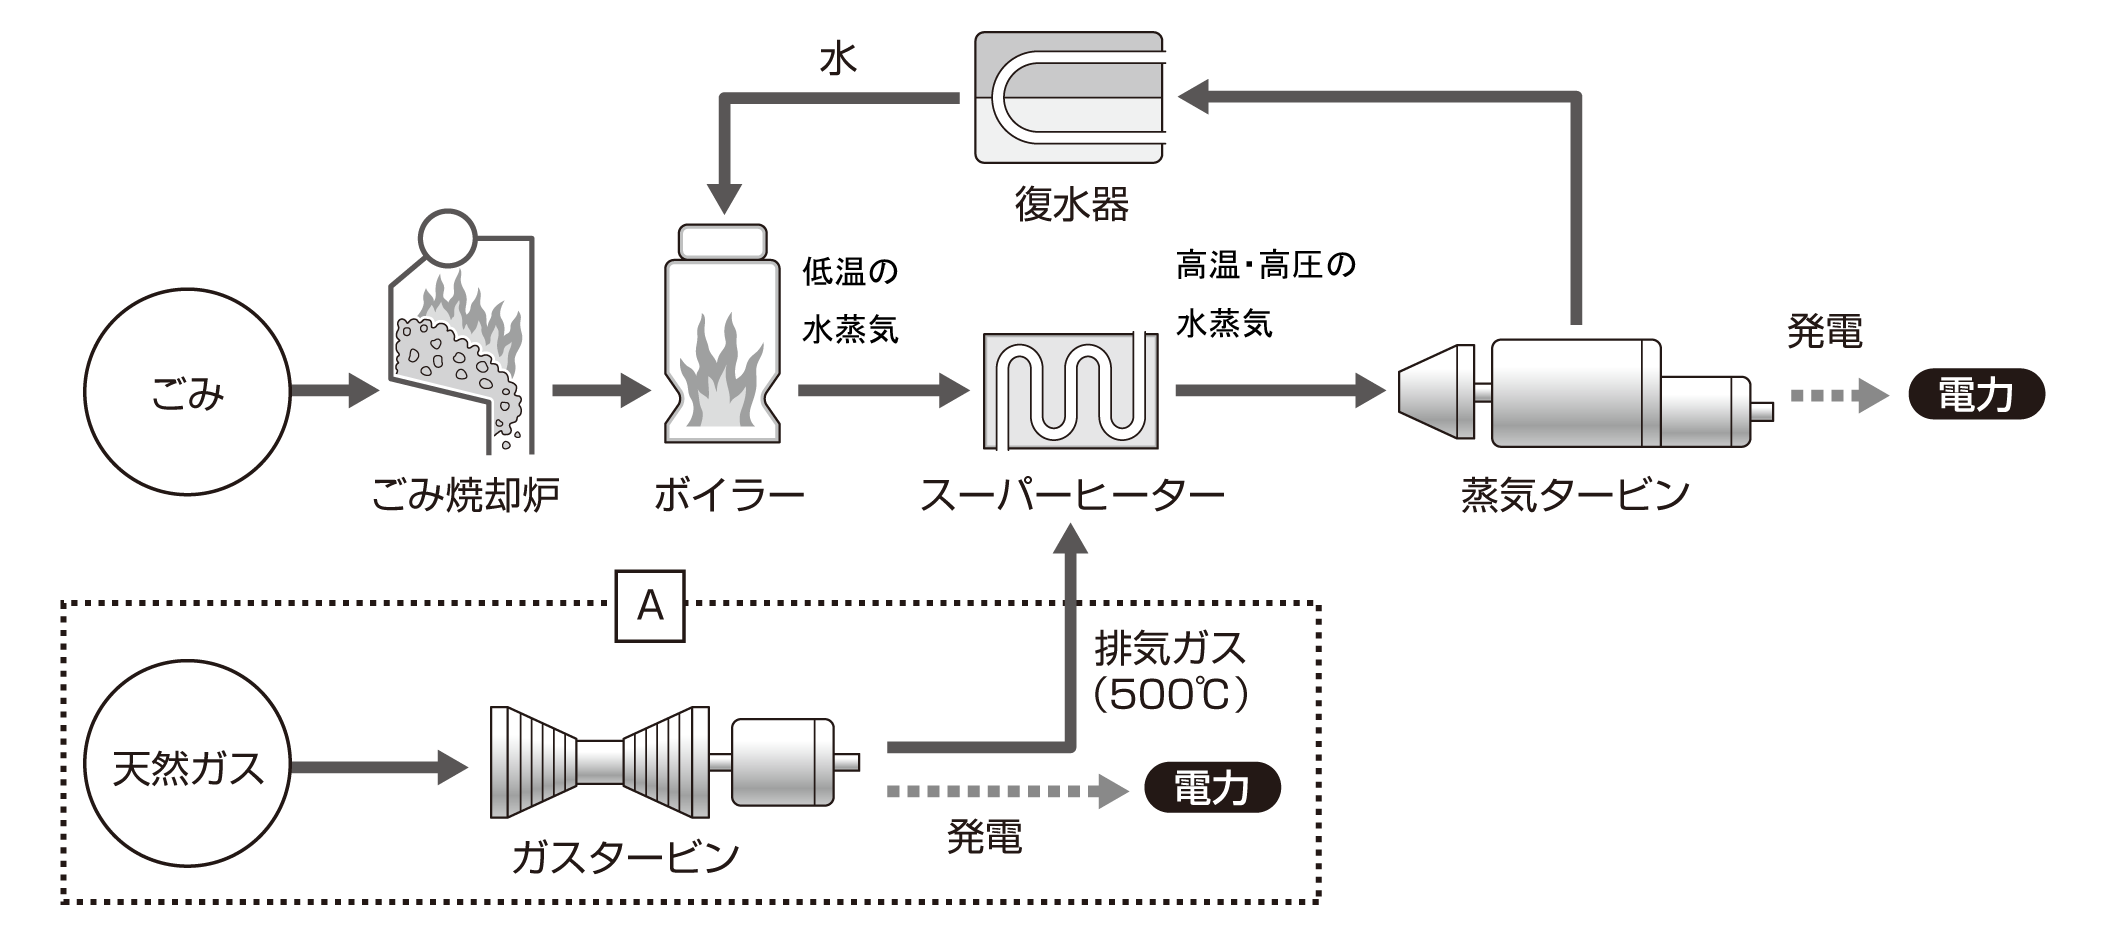 水
復水器
低温の
水蒸気
高温・高圧の
水蒸気
発電
電力
ごみ
ごみ焼却炉
ボイラー
スーパーヒーター
蒸気タービン
A
排気ガス
(500℃)
天然ガス
ガスタービン
電力
発電